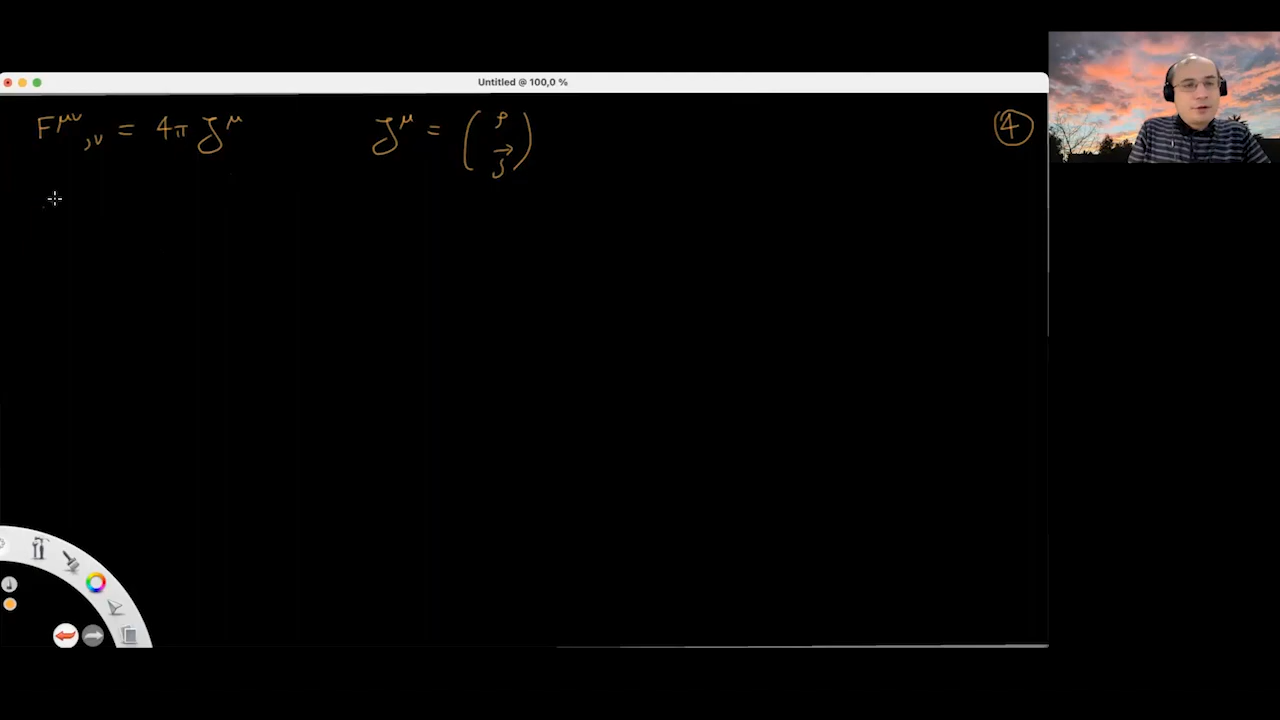 Untitled @ 100,0 %
F^{μν}_{,ν} = 4π J^μ    J^μ = (ρ j⃗)    ④